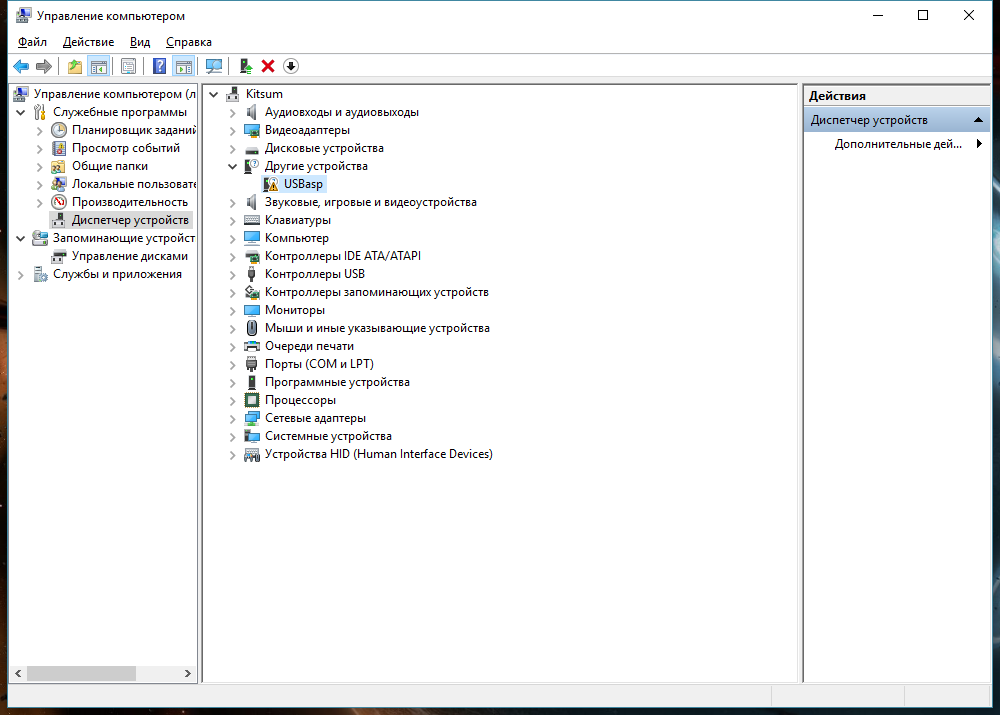 Управление компьютером
Файл Действие Вид Справка
Управление компьютером (л
Служебные программы
Планировщик заданий
Просмотр событий
Общие папки
Локальные пользовате
Производительность
Диспетчер устройств
Запоминающие устройст
Управление дисками
Службы и приложения
Kitsum
Аудиовходы и аудиовыходы
Видеоадаптеры
Дисковые устройства
Другие устройства
USBasp
Звуковые, игровые и видеоустройства
Клавиатуры
Компьютер
Контроллеры IDE ATA/ATAPI
Контроллеры USB
Контроллеры запоминающих устройств
Мониторы
Мыши и иные указывающие устройства
Очереди печати
Порты (COM и LPT)
Программные устройства
Процессоры
Сетевые адаптеры
Системные устройства
Устройства HID (Human Interface Devices)
Действия
Диспетчер устройств
Дополнительные дей...